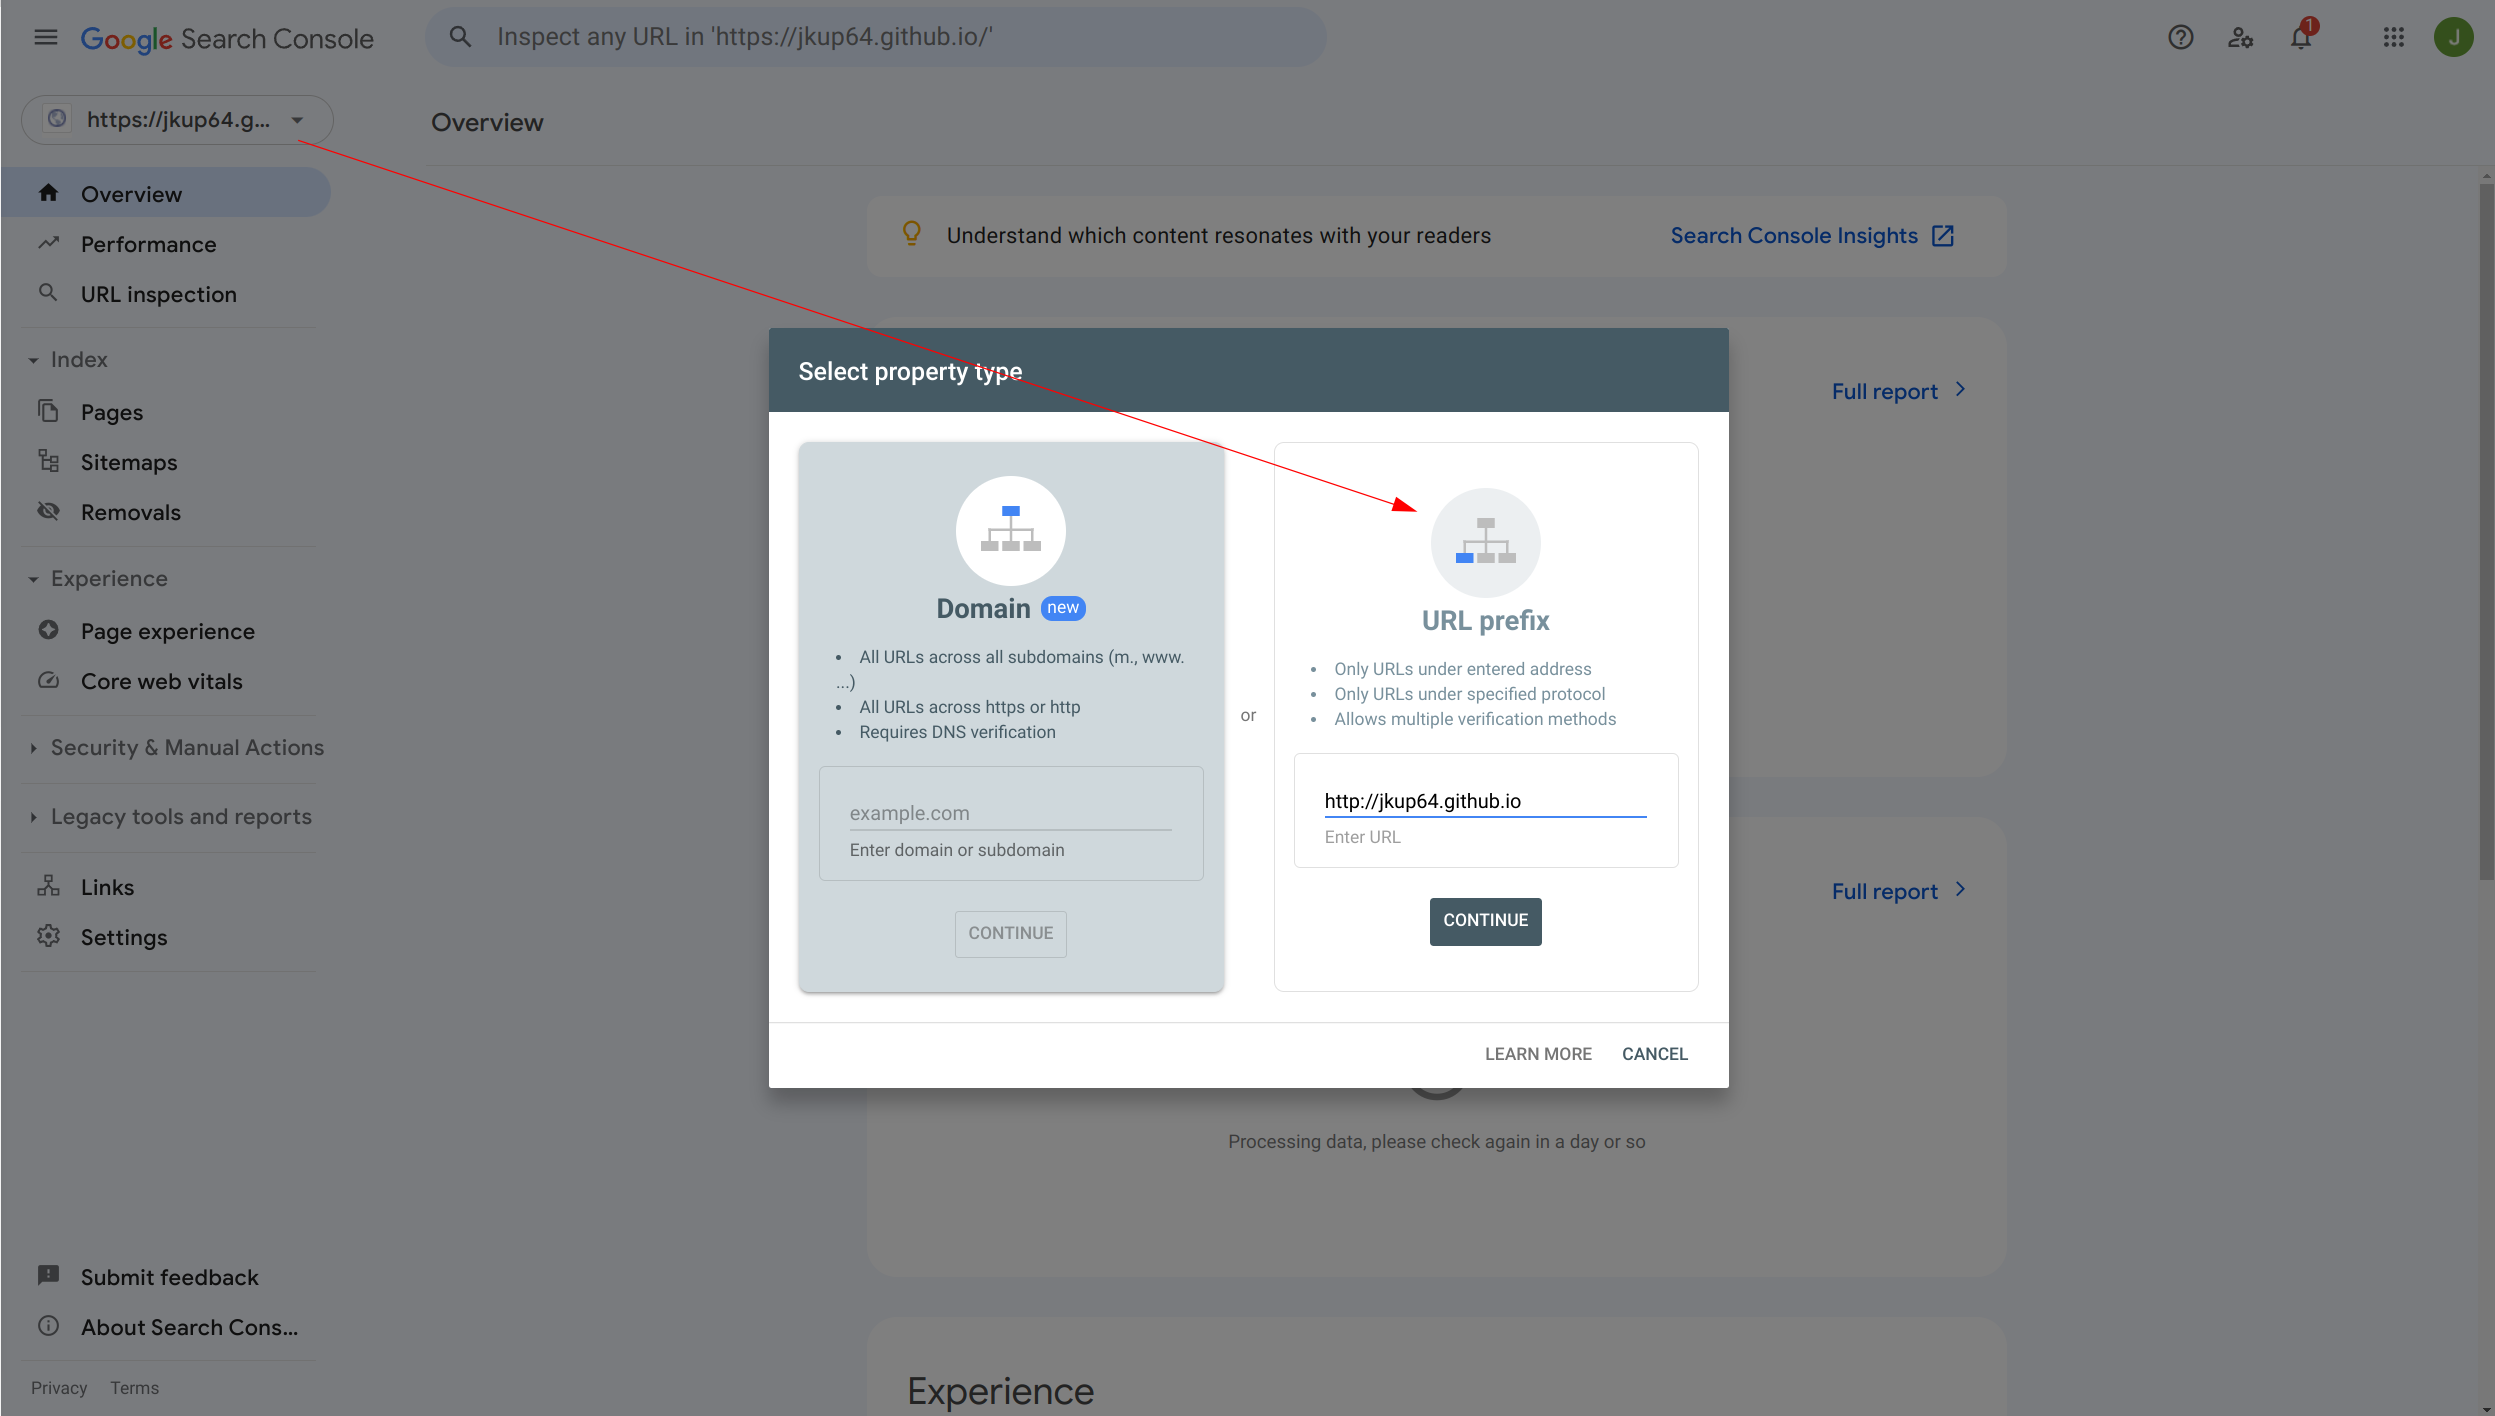 Google Search Console
Inspect any URL in 'https://jkup64.github.io/'
1
J
https://jkup64.g...
Overview
Overview
Performance
URL inspection
Index
Pages
Sitemaps
Removals
Experience
Page experience
Core web vitals
Security & Manual Actions
Legacy tools and reports
Links
Settings
Submit feedback
About Search Cons...
Privacy Terms
Understand which content resonates with your readers
Search Console Insights
Full report
Select property type
Domain new
• All URLs across all subdomains (m., www.
...)
• All URLs across https or http
• Requires DNS verification
example.com
Enter domain or subdomain
CONTINUE
or
URL prefix
• Only URLs under entered address
• Only URLs under specified protocol
• Allows multiple verification methods
http://jkup64.github.io
Enter URL
CONTINUE
LEARN MORE CANCEL
Full report
Processing data, please check again in a day or so
Experience